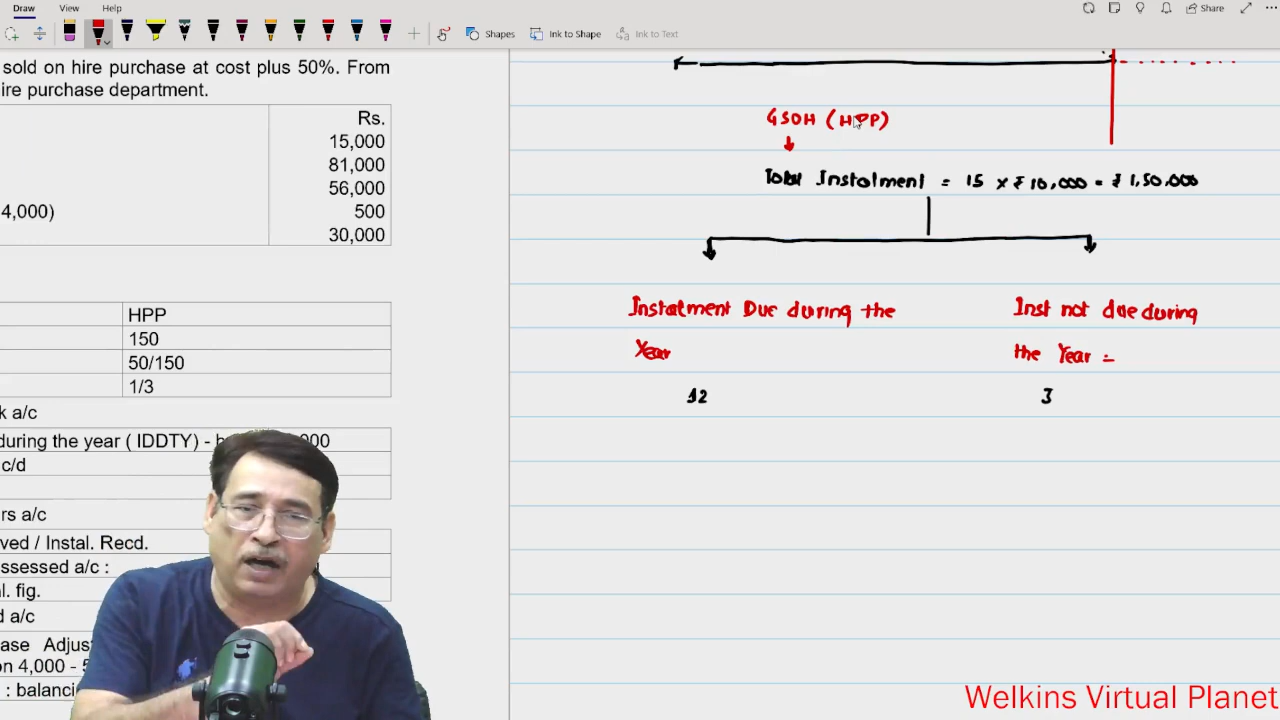 Draw View Help
Share
Shapes Ink to Shape Ink to Text
sold on hire purchase at cost plus 50%. From
ire purchase department.
Rs.
15,000
81,000
56,000
4,000) 500
30,000
HPP
150
50/150
1/3
k a/c
during the year ( IDDTY) -
c/d
rs a/c
ved / Instal. Recd.
ssessed a/c :
l. fig.
d a/c
ase Adjus
on 4,000 - 5
: balanci
GSOH (HPP)
Total Instalment = 15 x ₹ 10,000 = ₹ 1,50,000
Instalment Due during the
Year
12
Inst not due during
the Year =
3
Welkins Virtual Planet